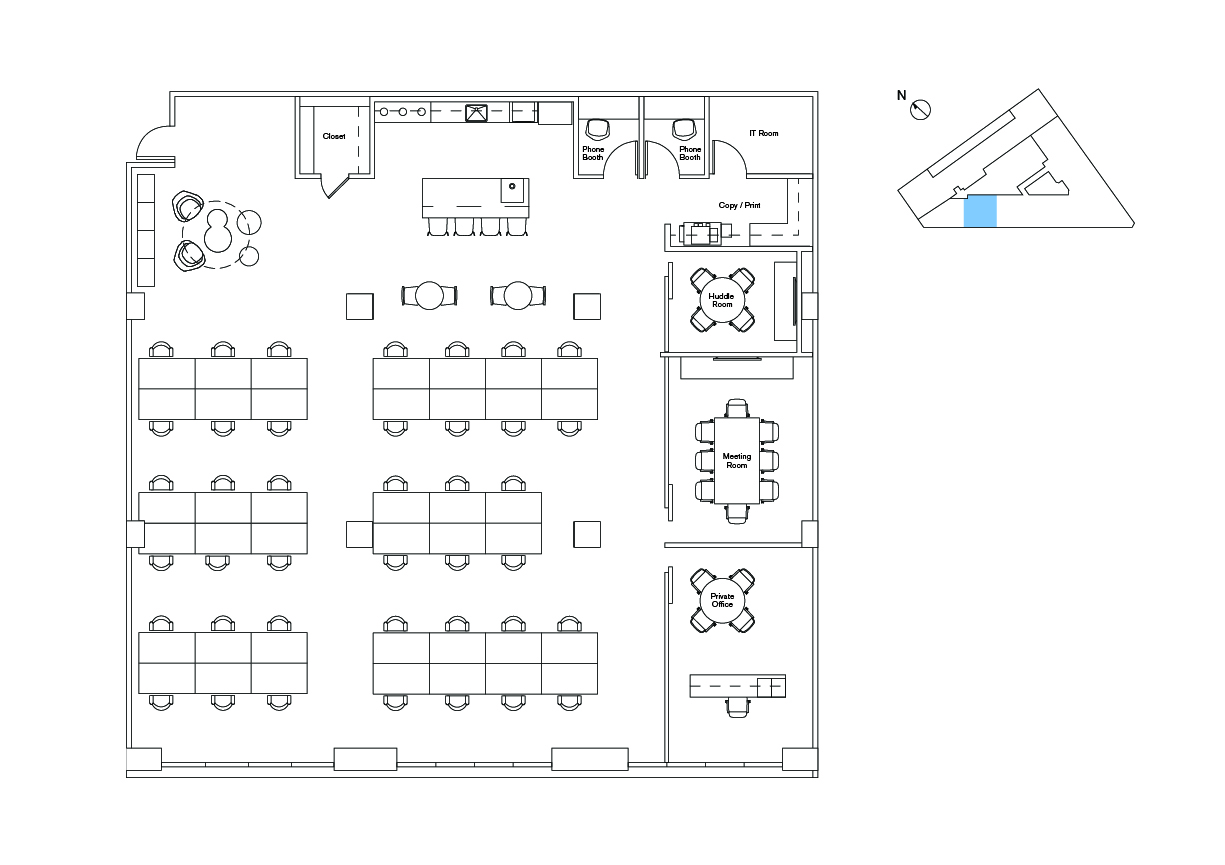 N
Closet
Phone
Booth
Phone
Booth
IT Room
Copy / Print
Huddle
Room
Meeting
Room
Private
Office